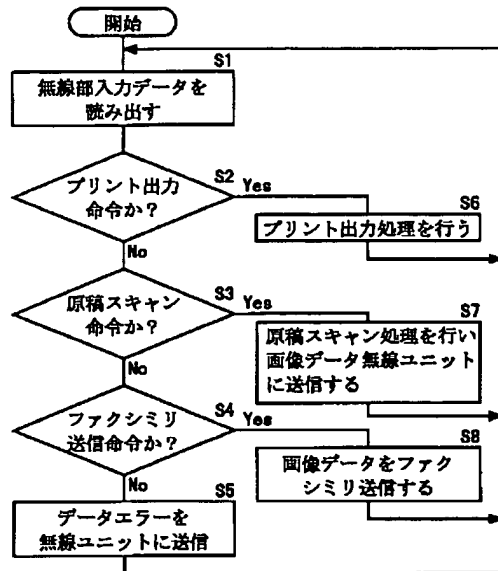 開始
S1
無線部入力データを
読み出す
S2
プリント出力
命令か?
Yes
No
S6
プリント出力処理を行う
S3
原稿スキャン
命令か?
Yes
No
S7
原稿スキャン処理を行い
画像データ無線ユニット
に送信する
S4
ファクシミリ
送信命令か?
Yes
No
S8
画像データをファク
シミリ送信する
S5
データエラーを
無線ユニットに送信